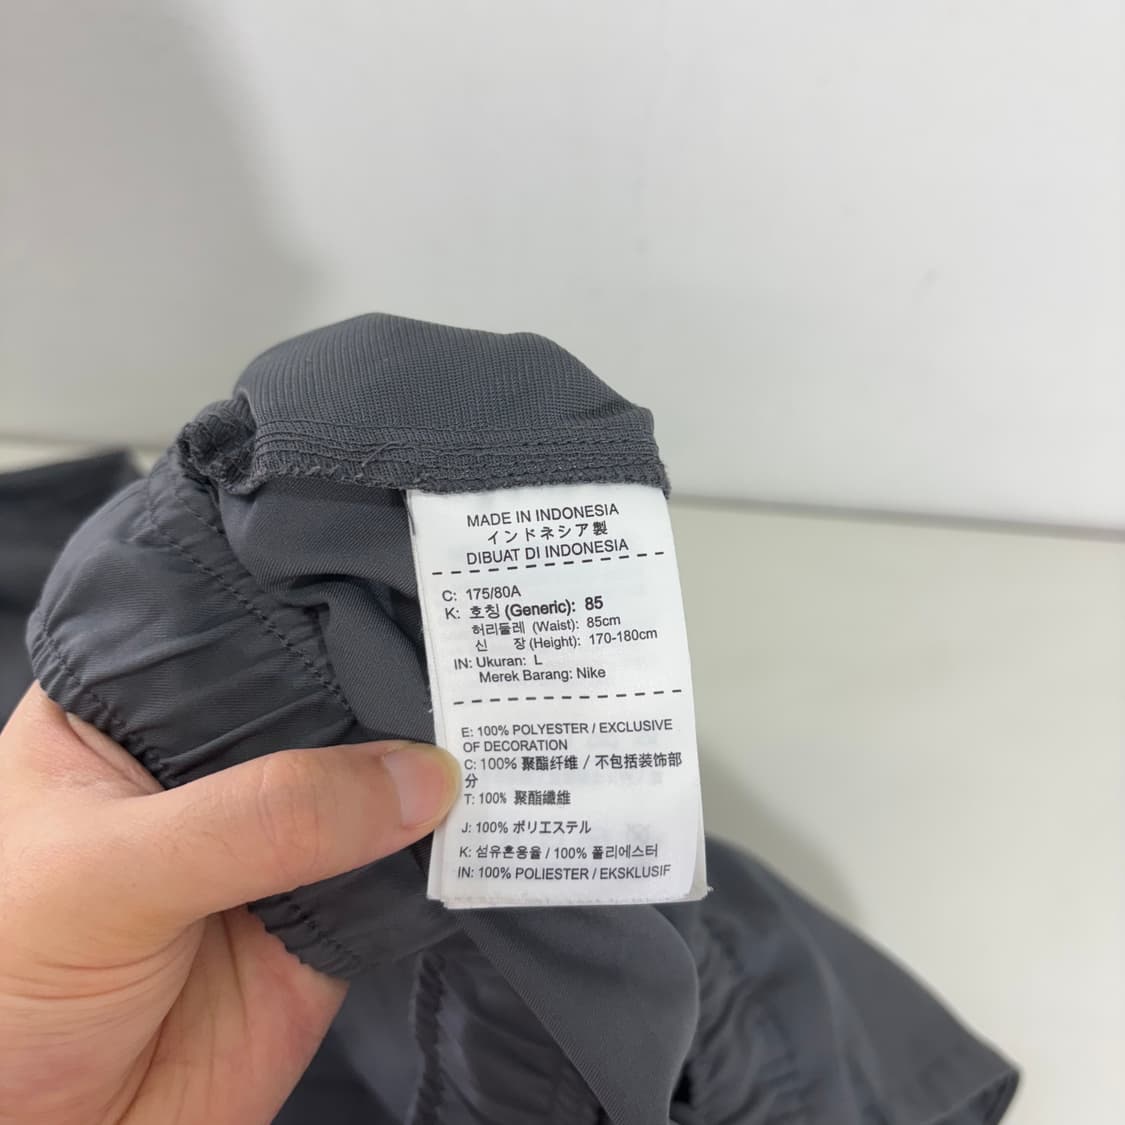 MADE IN INDONESIA
インドネシア製
DIBUAT DI INDONESIA
C: 175/80A
K: 호칭 (Generic): 85
허리둘레 (Waist): 85cm
신 장 (Height): 170-180cm
IN: Ukuran: L
Merek Barang: Nike
E: 100% POLYESTER / EXCLUSIVE
OF DECORATION
C: 100% 聚酯纤维 / 不包括装饰部
分
T: 100% 聚酯纖維
J: 100% ポリエステル
K: 섬유혼용율 / 100% 폴리에스터
IN: 100% POLIESTER / EKSKLUSIF